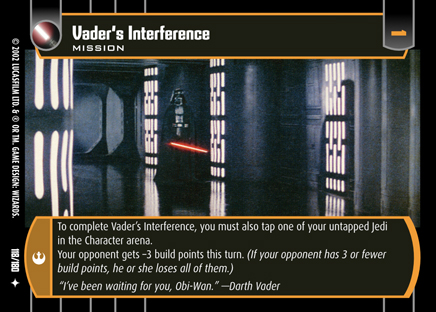 Vader's Interference
MISSION
1
To complete Vader's Interference, you must also tap one of your untapped Jedi
in the Character arena.
Your opponent gets –3 build points this turn. (If your opponent has 3 or fewer
build points, he or she loses all of them.)
"I've been waiting for you, Obi-Wan." —Darth Vader
© 2002 LUCASFILM LTD. & ® OR TM. GAME DESIGN: WIZARDS.
118/180